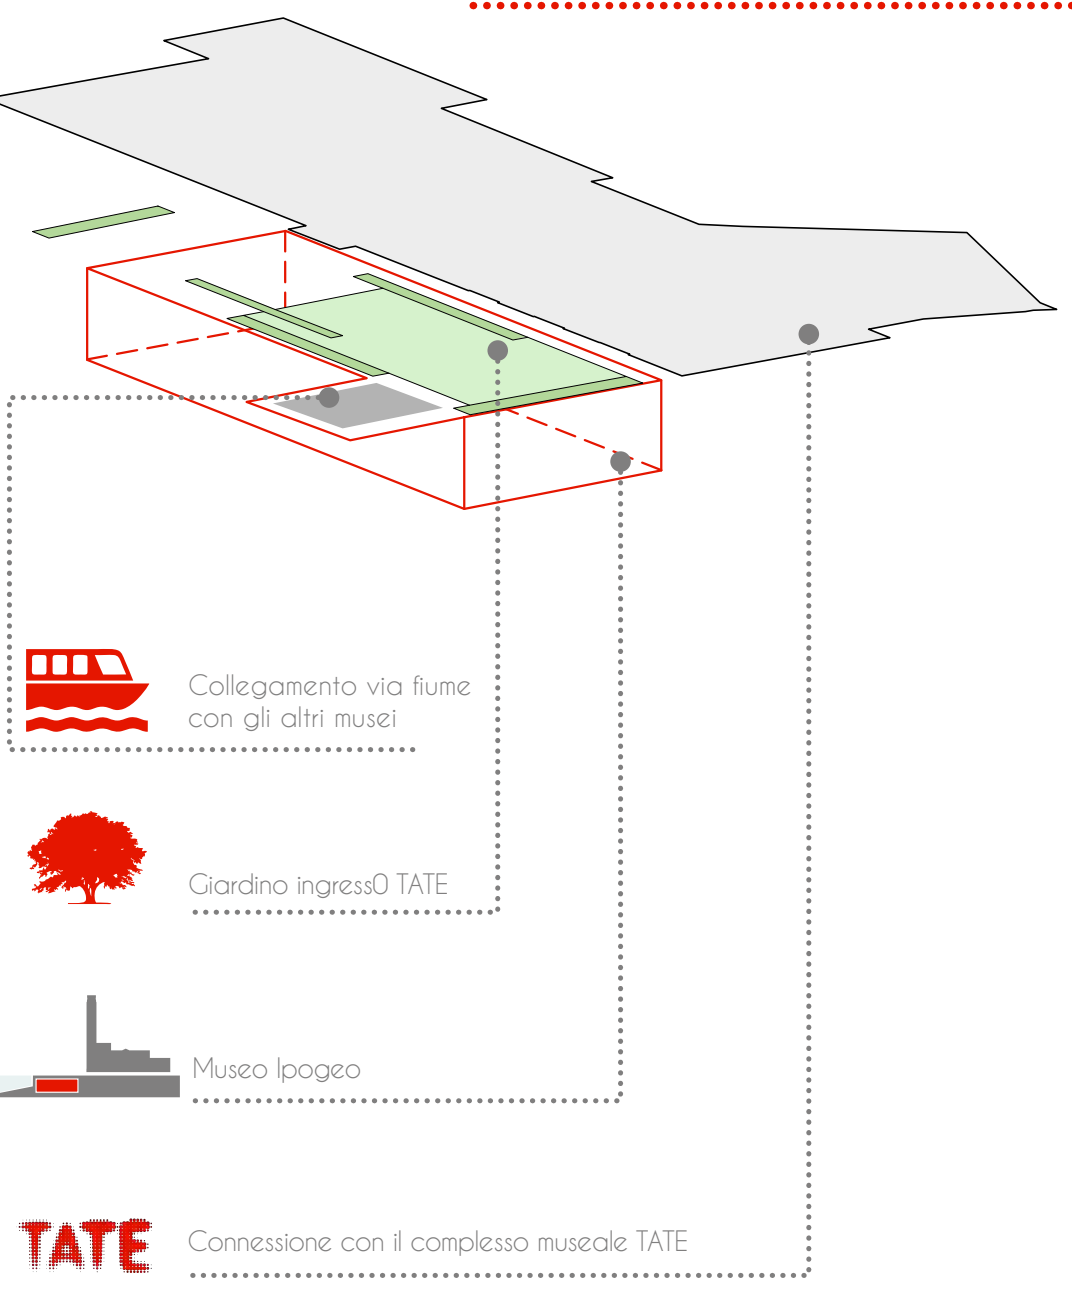 Collegamento via fiume
con gli altri musei
Giardino ingress0 TATE
Museo Ipogeo
TATE
Connessione con il complesso museale TATE